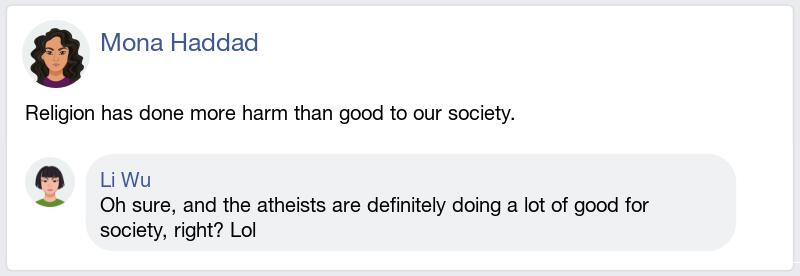 Mona Haddad
Religion has done more harm than good to our society.
Li Wu
Oh sure, and the atheists are definitely doing a lot of good for
society, right? Lol